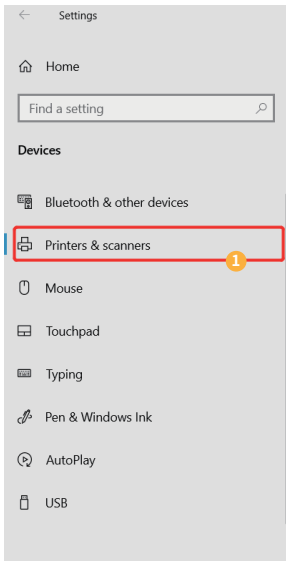 Settings
Home
Find a setting
Devices
Bluetooth & other devices
Printers & scanners
1
Mouse
Touchpad
Typing
Pen & Windows Ink
AutoPlay
USB